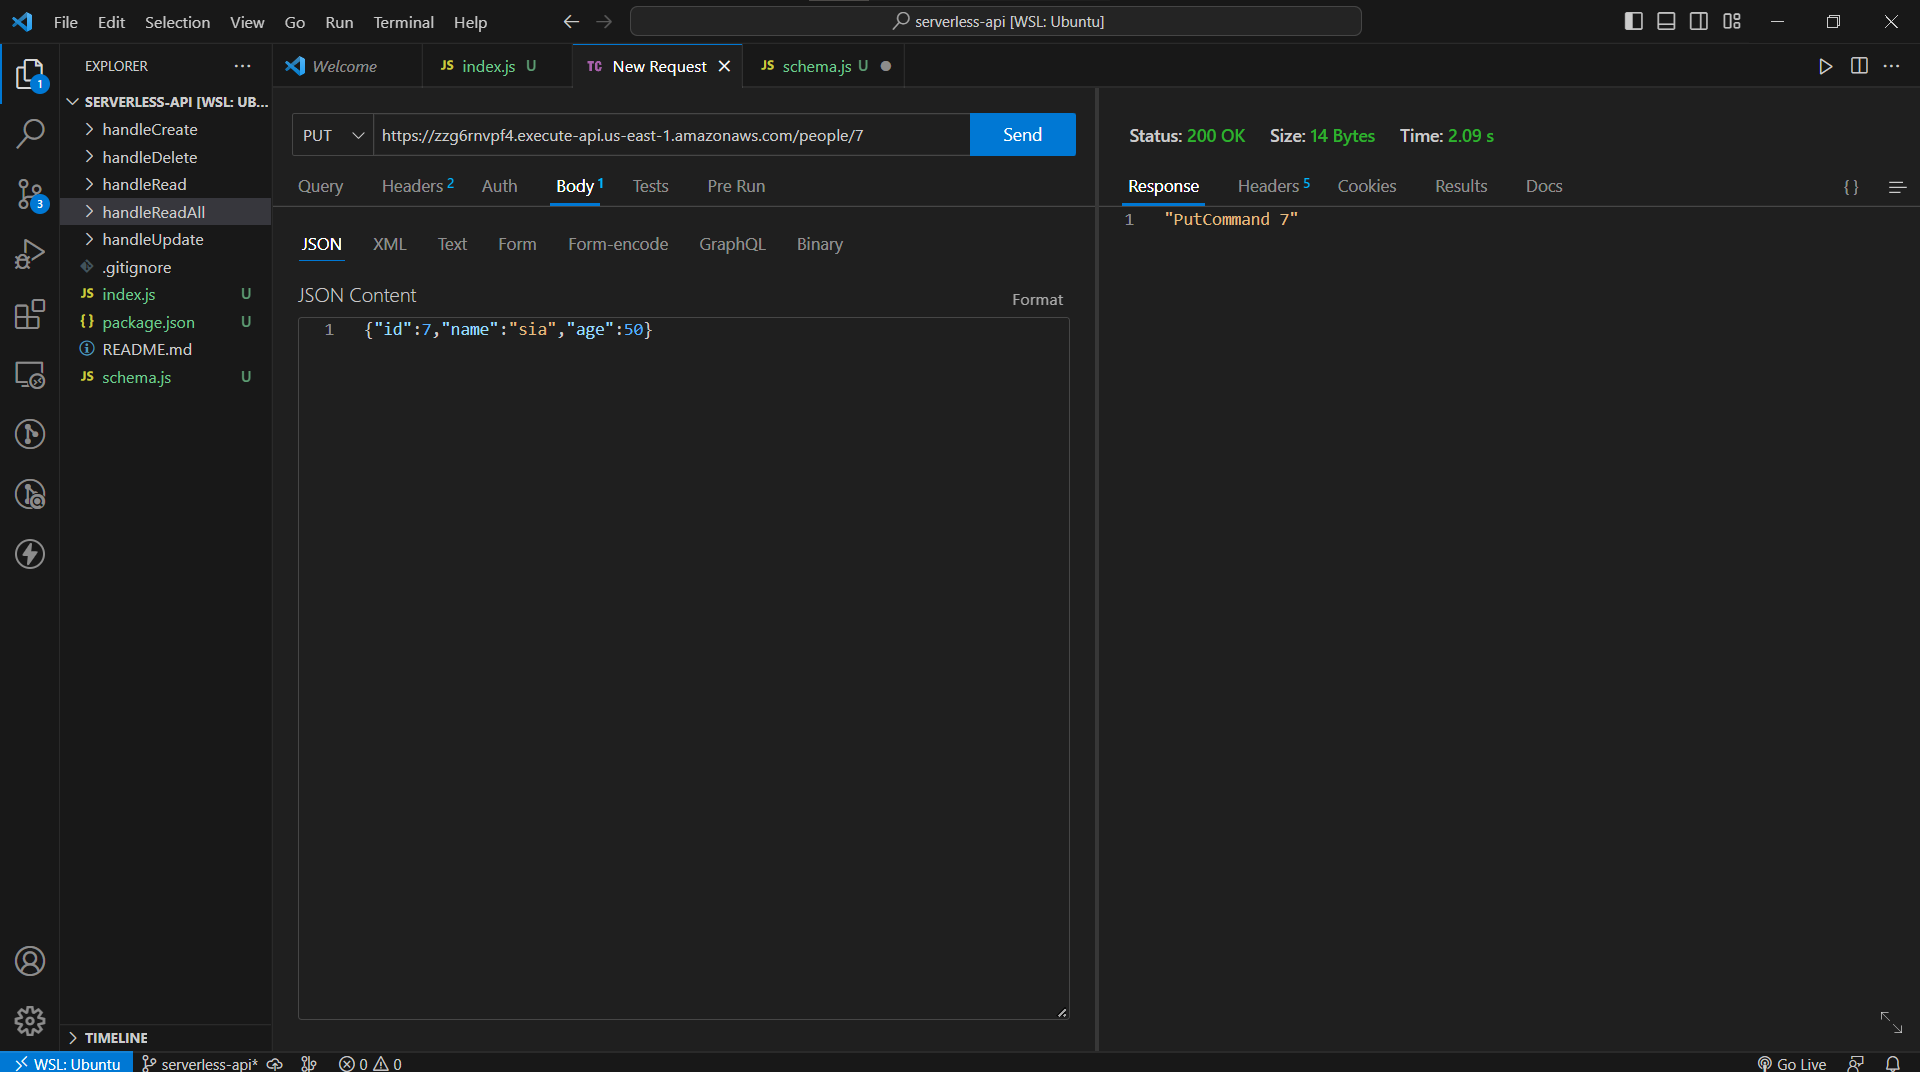 File Edit Selection View Go Run Terminal Help
serverless-api [WSL: Ubuntu]
EXPLORER
Welcome
JS index.js U
TC New Request
JS schema.js U
SERVERLESS-API [WSL: UB...
handleCreate
handleDelete
handleRead
handleReadAll
handleUpdate
.gitignore
JS index.js U
{} package.json U
README.md
JS schema.js U
1
3
PUT https://zzg6rnvpf4.execute-api.us-east-1.amazonaws.com/people/7 Send
Query Headers 2 Auth Body 1 Tests Pre Run
JSON XML Text Form Form-encode GraphQL Binary
JSON Content
Format
1 {"id":7,"name":"sia","age":50}
Status: 200 OK Size: 14 Bytes Time: 2.09 s
Response Headers 5 Cookies Results Docs { }
1 "PutCommand 7"
TIMELINE
WSL: Ubuntu serverless-api* 0 0 Go Live